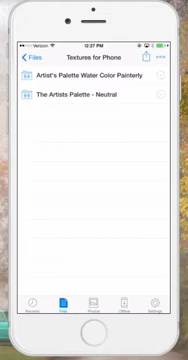 Verizon 12:27 PM
Files Textures for Phone
Artist's Palette Water Color Painterly
The Artists Palette - Neutral
Recents Files Photos Offline Settings